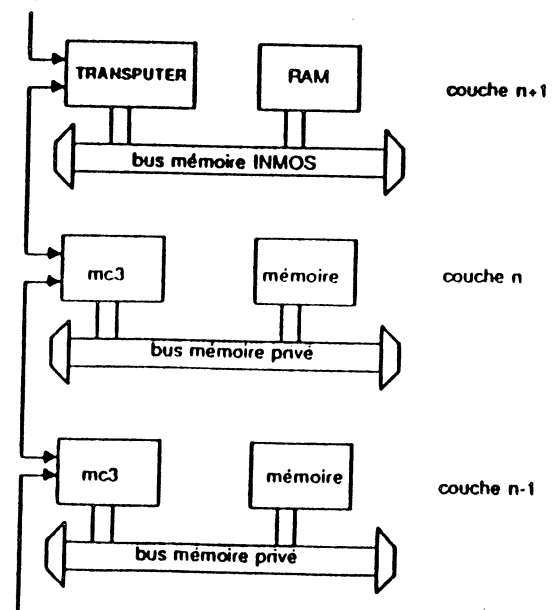 TRANSPUTER
RAM
couche n+1
bus mémoire INMOS
mc3
mémoire
couche n
bus mémoire privé
mc3
mémoire
couche n-1
bus mémoire privé